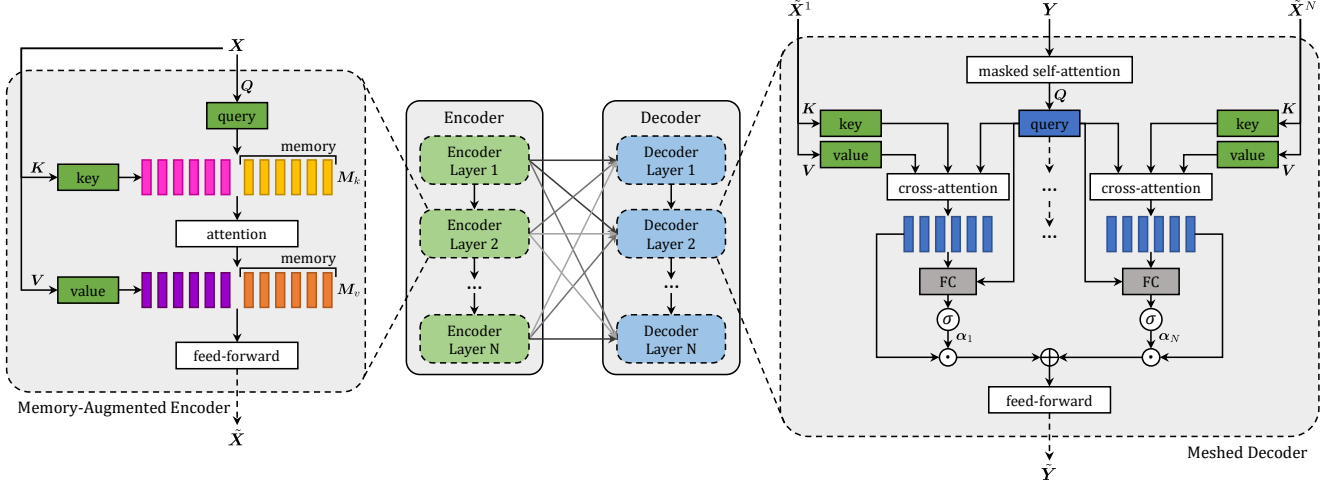 X
Q
query
memory
K
key
M_k
attention
memory
V
value
M_v
feed-forward
Memory-Augmented Encoder
X̃
Encoder
Encoder
Layer 1
Encoder
Layer 2
...
Encoder
Layer N
Decoder
Decoder
Layer 1
Decoder
Layer 2
...
Decoder
Layer N
X̃^1
Y
X̃^N
masked self-attention
Q
K
key
query
key
K
V
value
value
V
cross-attention
...
cross-attention
...
FC
FC
σ
σ
α_1
α_N
feed-forward
Meshed Decoder
Ỹ